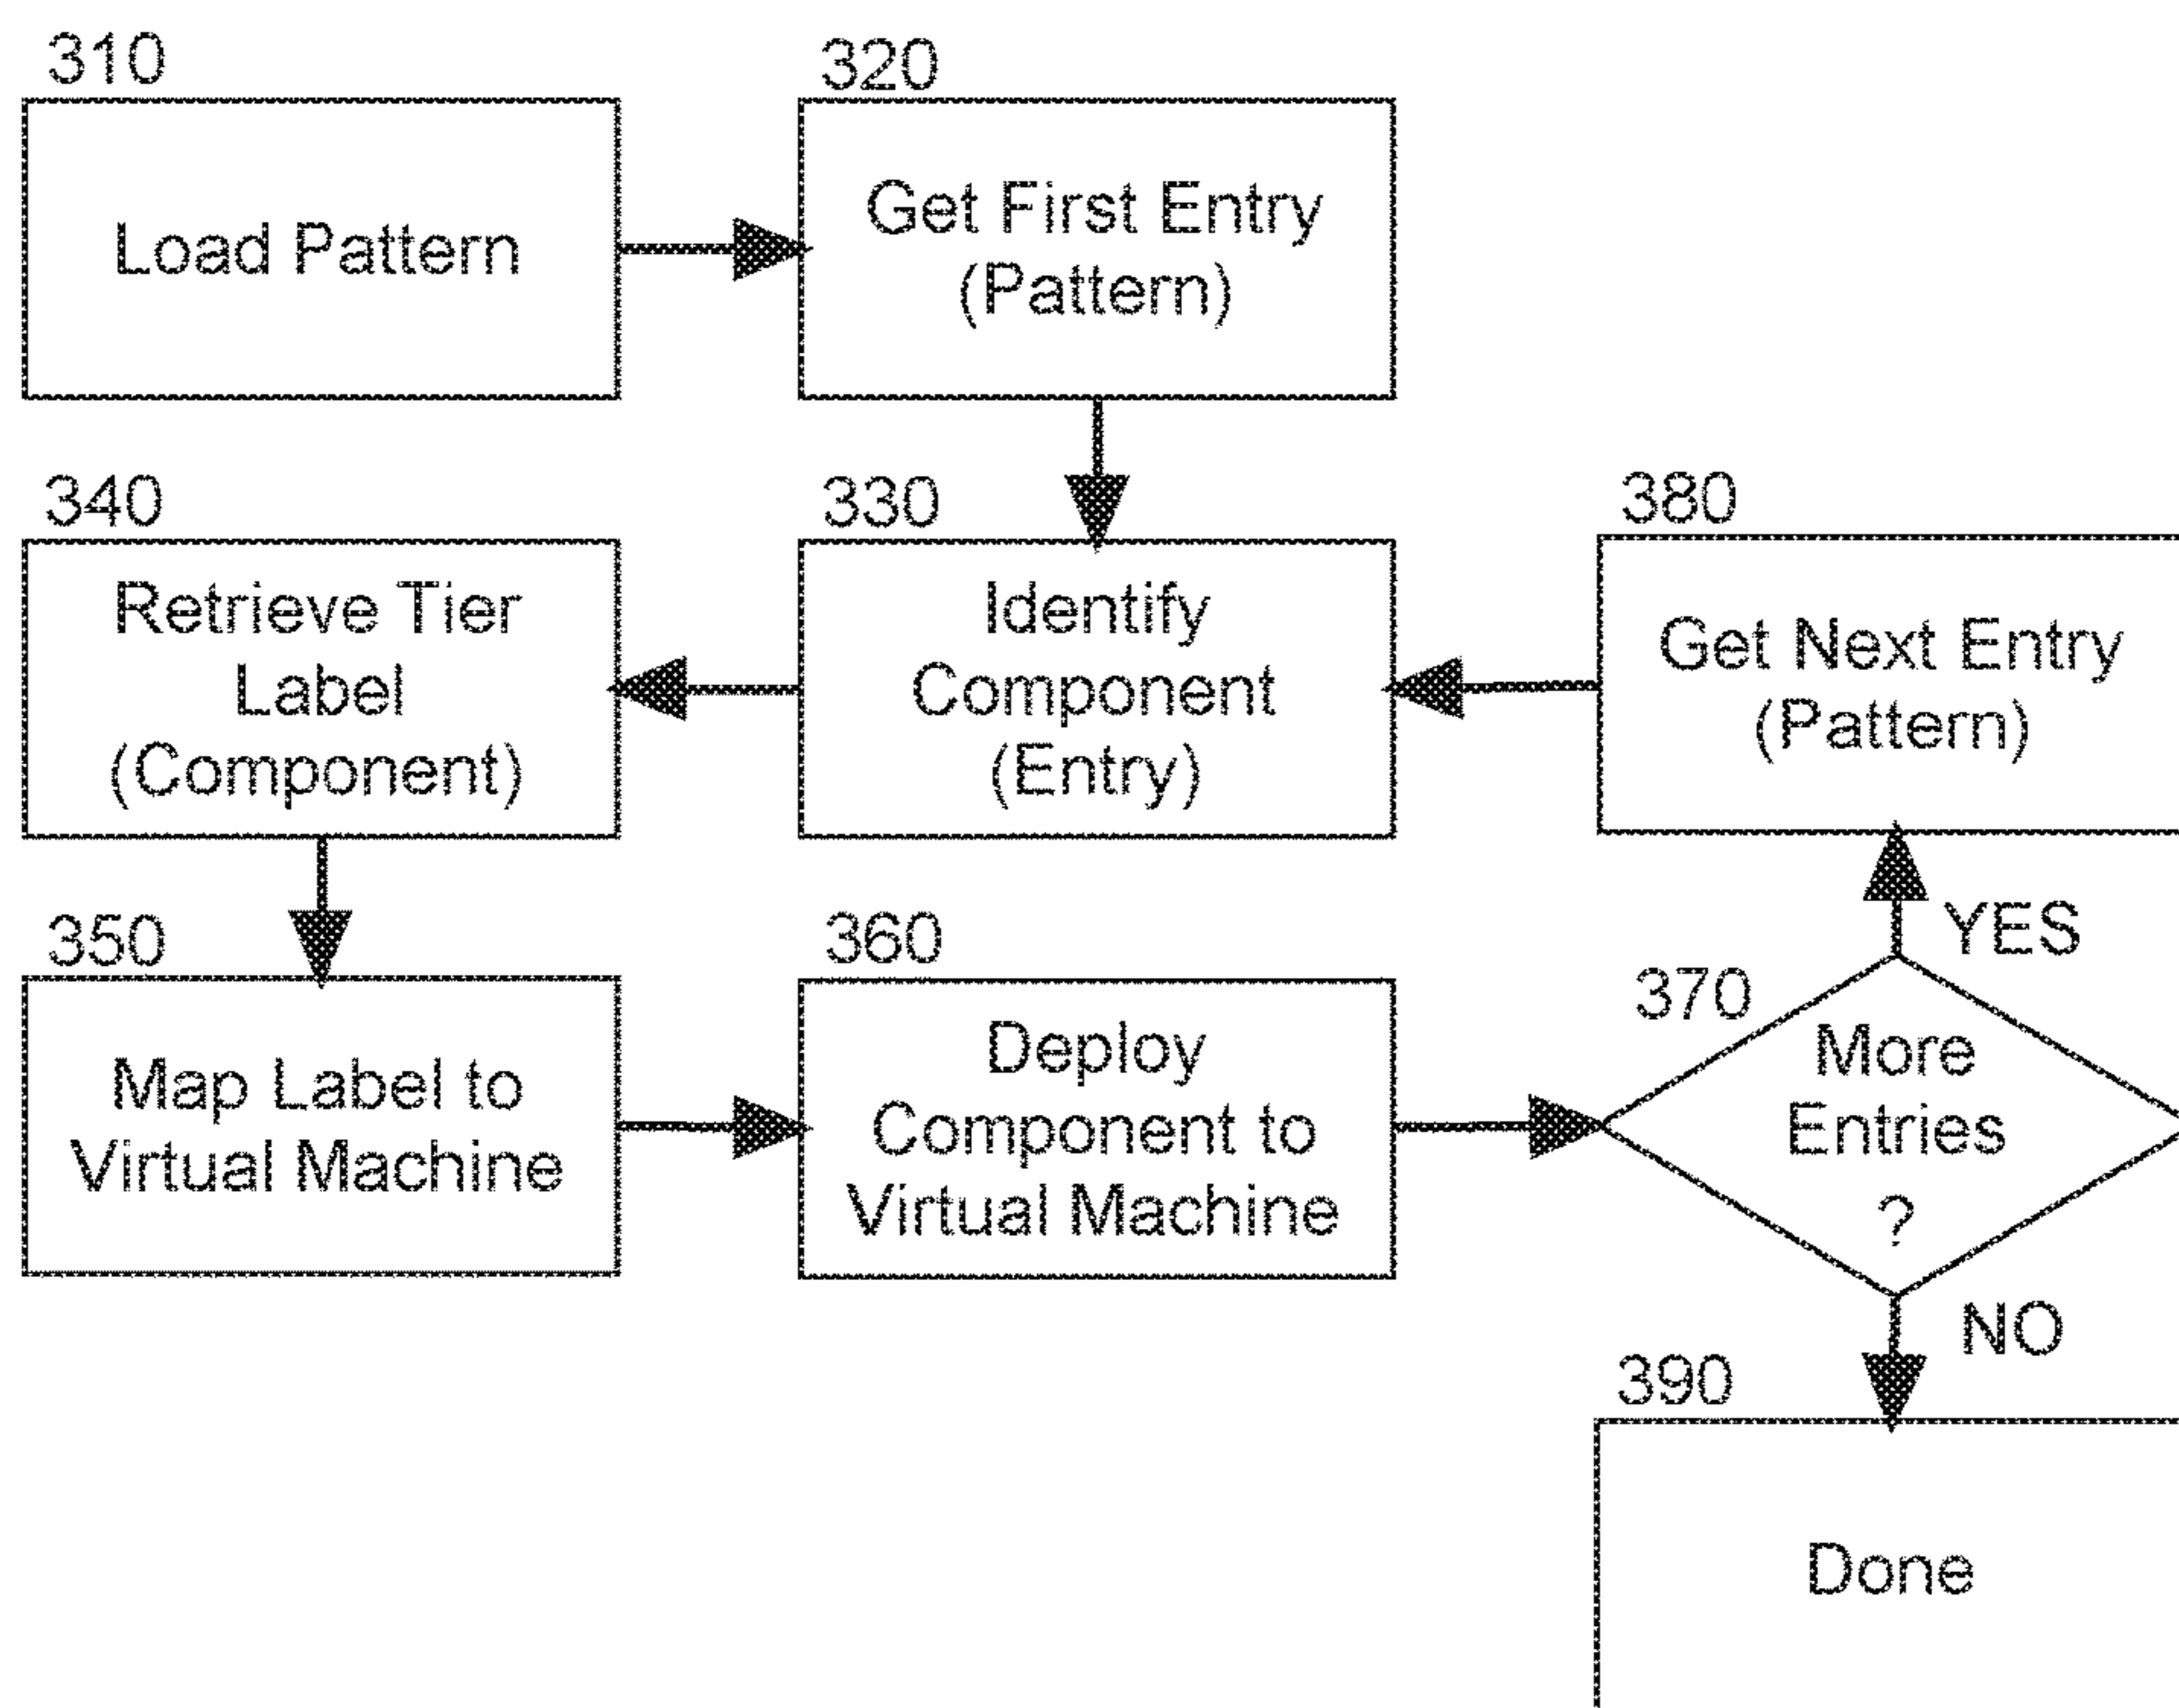 310
Load Pattern
320
Get First Entry
(Pattern)
330
Identify
Component
(Entry)
340
Retrieve Tier
Label
(Component)
350
Map Label to
Virtual Machine
360
Deploy
Component to
Virtual Machine
370
More
Entries
?
YES
380
Get Next Entry
(Pattern)
NO
390
Done